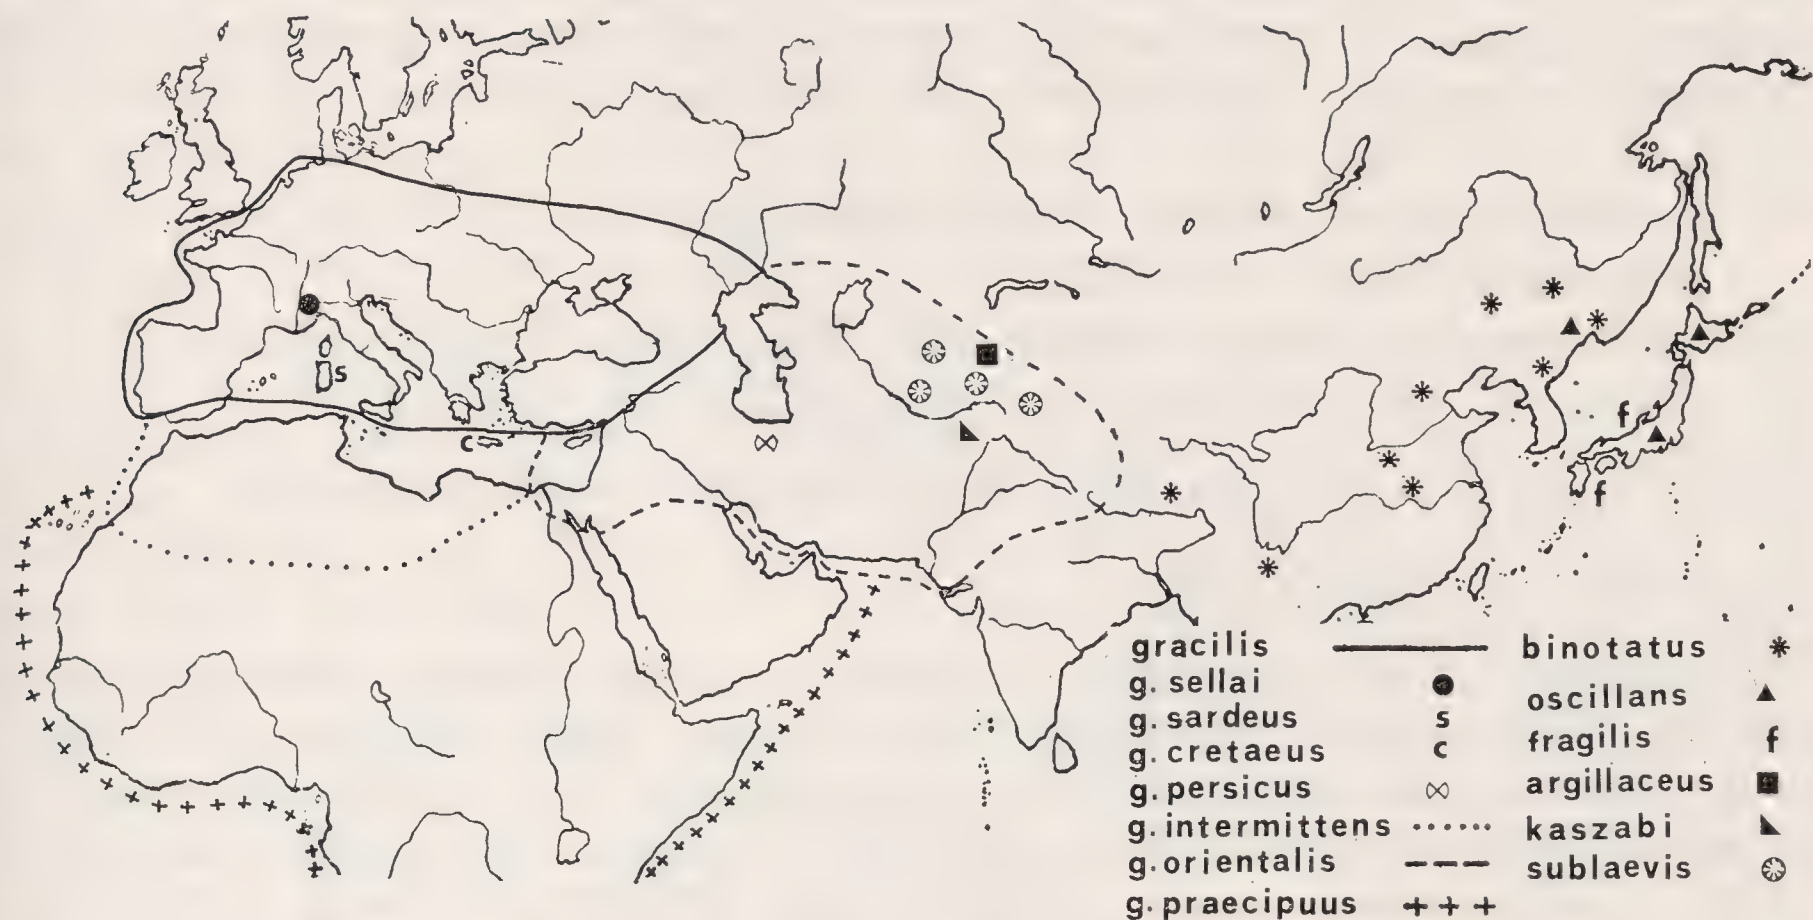 s
c
f
f
gracilis
g. sellai
g. sardeus s
g. cretaeus c
g. persicus
g. intermittens
g. orientalis
g. praecipuus
binotatus
oscillans
fragilis f
argillaceus
kaszabi
sublaevis